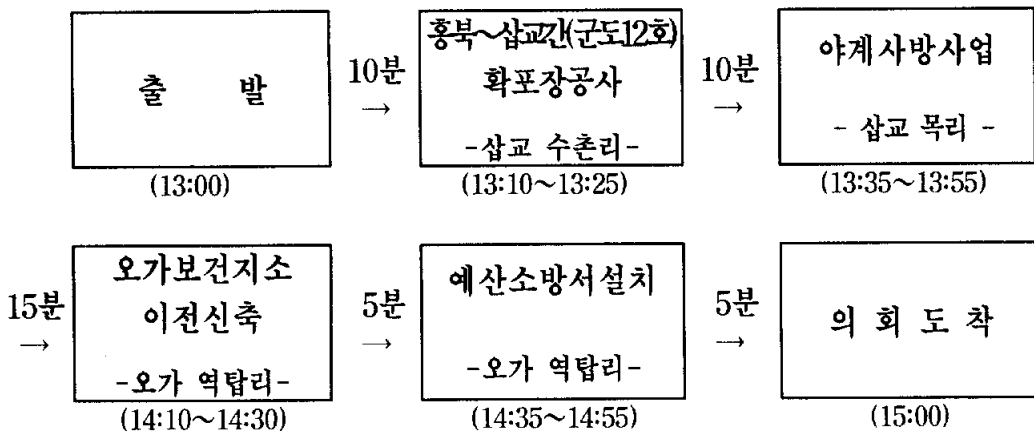 출 발
(13:00)
10분
→
홍북~삽교간(군도12호)
확포장공사
-삽교 수촌리-
(13:10~13:25)
10분
→
야계사방사업
- 삽교 목리 -
(13:35~13:55)
15분
→
오가보건지소
이전신축
-오가 역탑리-
(14:10~14:30)
5분
→
예산소방서설치
-오가 역탑리-
(14:35~14:55)
5분
→
의 회 도 착
(15:00)